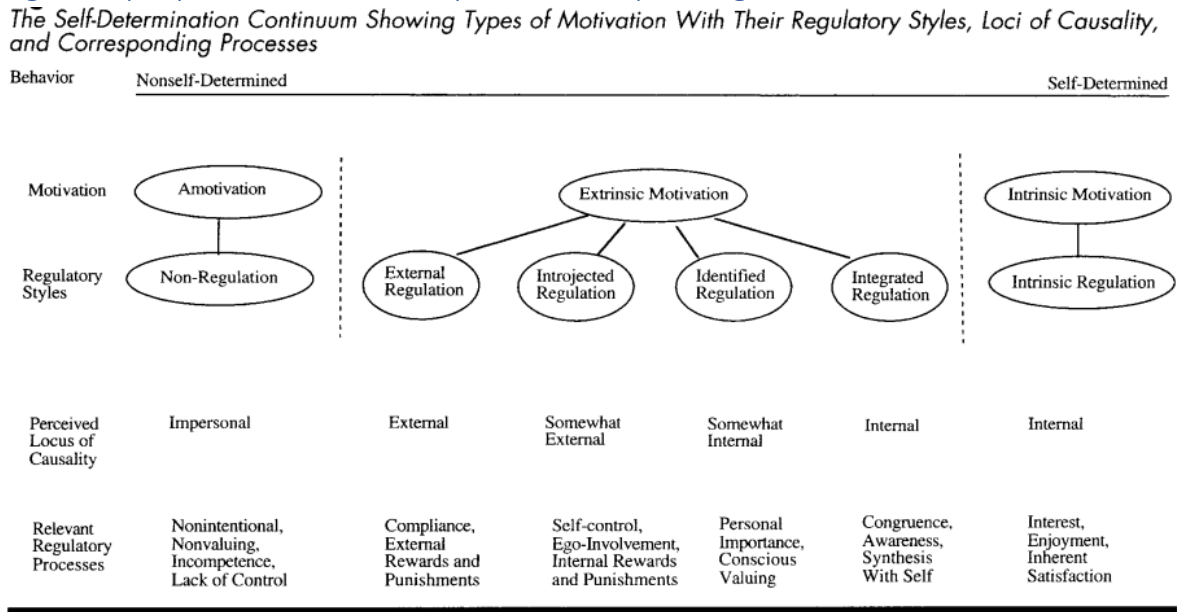 The Self-Determination Continuum Showing Types of Motivation With Their Regulatory Styles, Loci of Causality,
and Corresponding Processes
Behavior Nonself-Determined Self-Determined
Motivation Amotivation Extrinsic Motivation Intrinsic Motivation
Regulatory
Styles
Non-Regulation
External
Regulation
Introjected
Regulation
Identified
Regulation
Integrated
Regulation
Intrinsic Regulation
Perceived
Locus of
Causality
Impersonal
External
Somewhat
External
Somewhat
Internal
Internal
Internal
Relevant
Regulatory
Processes
Nonintentional,
Nonvaluing,
Incompetence,
Lack of Control
Compliance,
External
Rewards and
Punishments
Self-control,
Ego-Involvement,
Internal Rewards
and Punishments
Personal
Importance,
Conscious
Valuing
Congruence,
Awareness,
Synthesis
With Self
Interest,
Enjoyment,
Inherent
Satisfaction